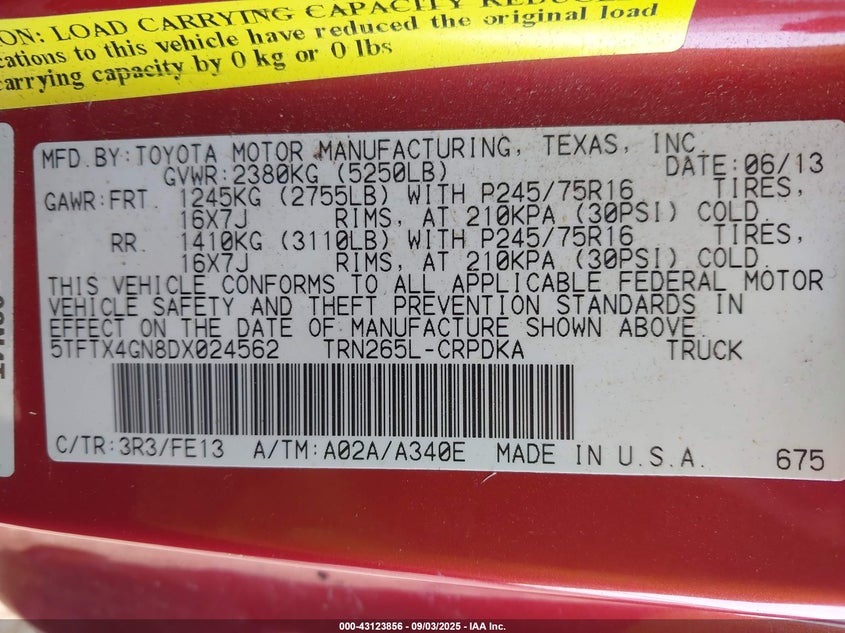 ON: LOAD CARRYING CAPACITY REDUCED
cations to this vehicle have reduced the original load
carrying capacity by 0 kg or 0 lbs
MFD.BY:TOYOTA MOTOR MANUFACTURING, TEXAS, INC.
GVWR:2380KG (5250LB) DATE:06/13
GAWR:FRT. 1245KG (2755LB) WITH P245/75R16 TIRES,
16X7J RIMS, AT 210KPA (30PSI) COLD.
RR. 1410KG (3110LB) WITH P245/75R16 TIRES,
16X7J RIMS, AT 210KPA (30PSI) COLD.
THIS VEHICLE CONFORMS TO ALL APPLICABLE FEDERAL MOTOR
VEHICLE SAFETY AND THEFT PREVENTION STANDARDS IN
EFFECT ON THE DATE OF MANUFACTURE SHOWN ABOVE.
5TFTX4GN8DX024562 TRN265L-CRPDKA TRUCK
C/TR:3R3/FE13 A/TM:A02A/A340E MADE IN U.S.A. 675
000-43123856 - 09/03/2025 - IAA Inc.